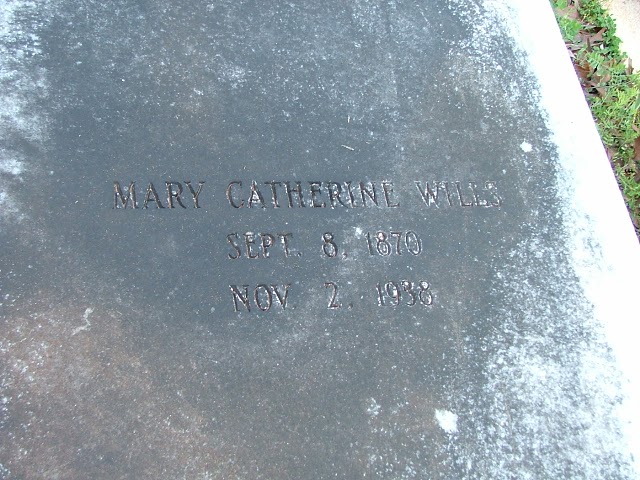 MARY CATHERINE WILLS
SEPT. 8, 1870
NOV. 2, 1938